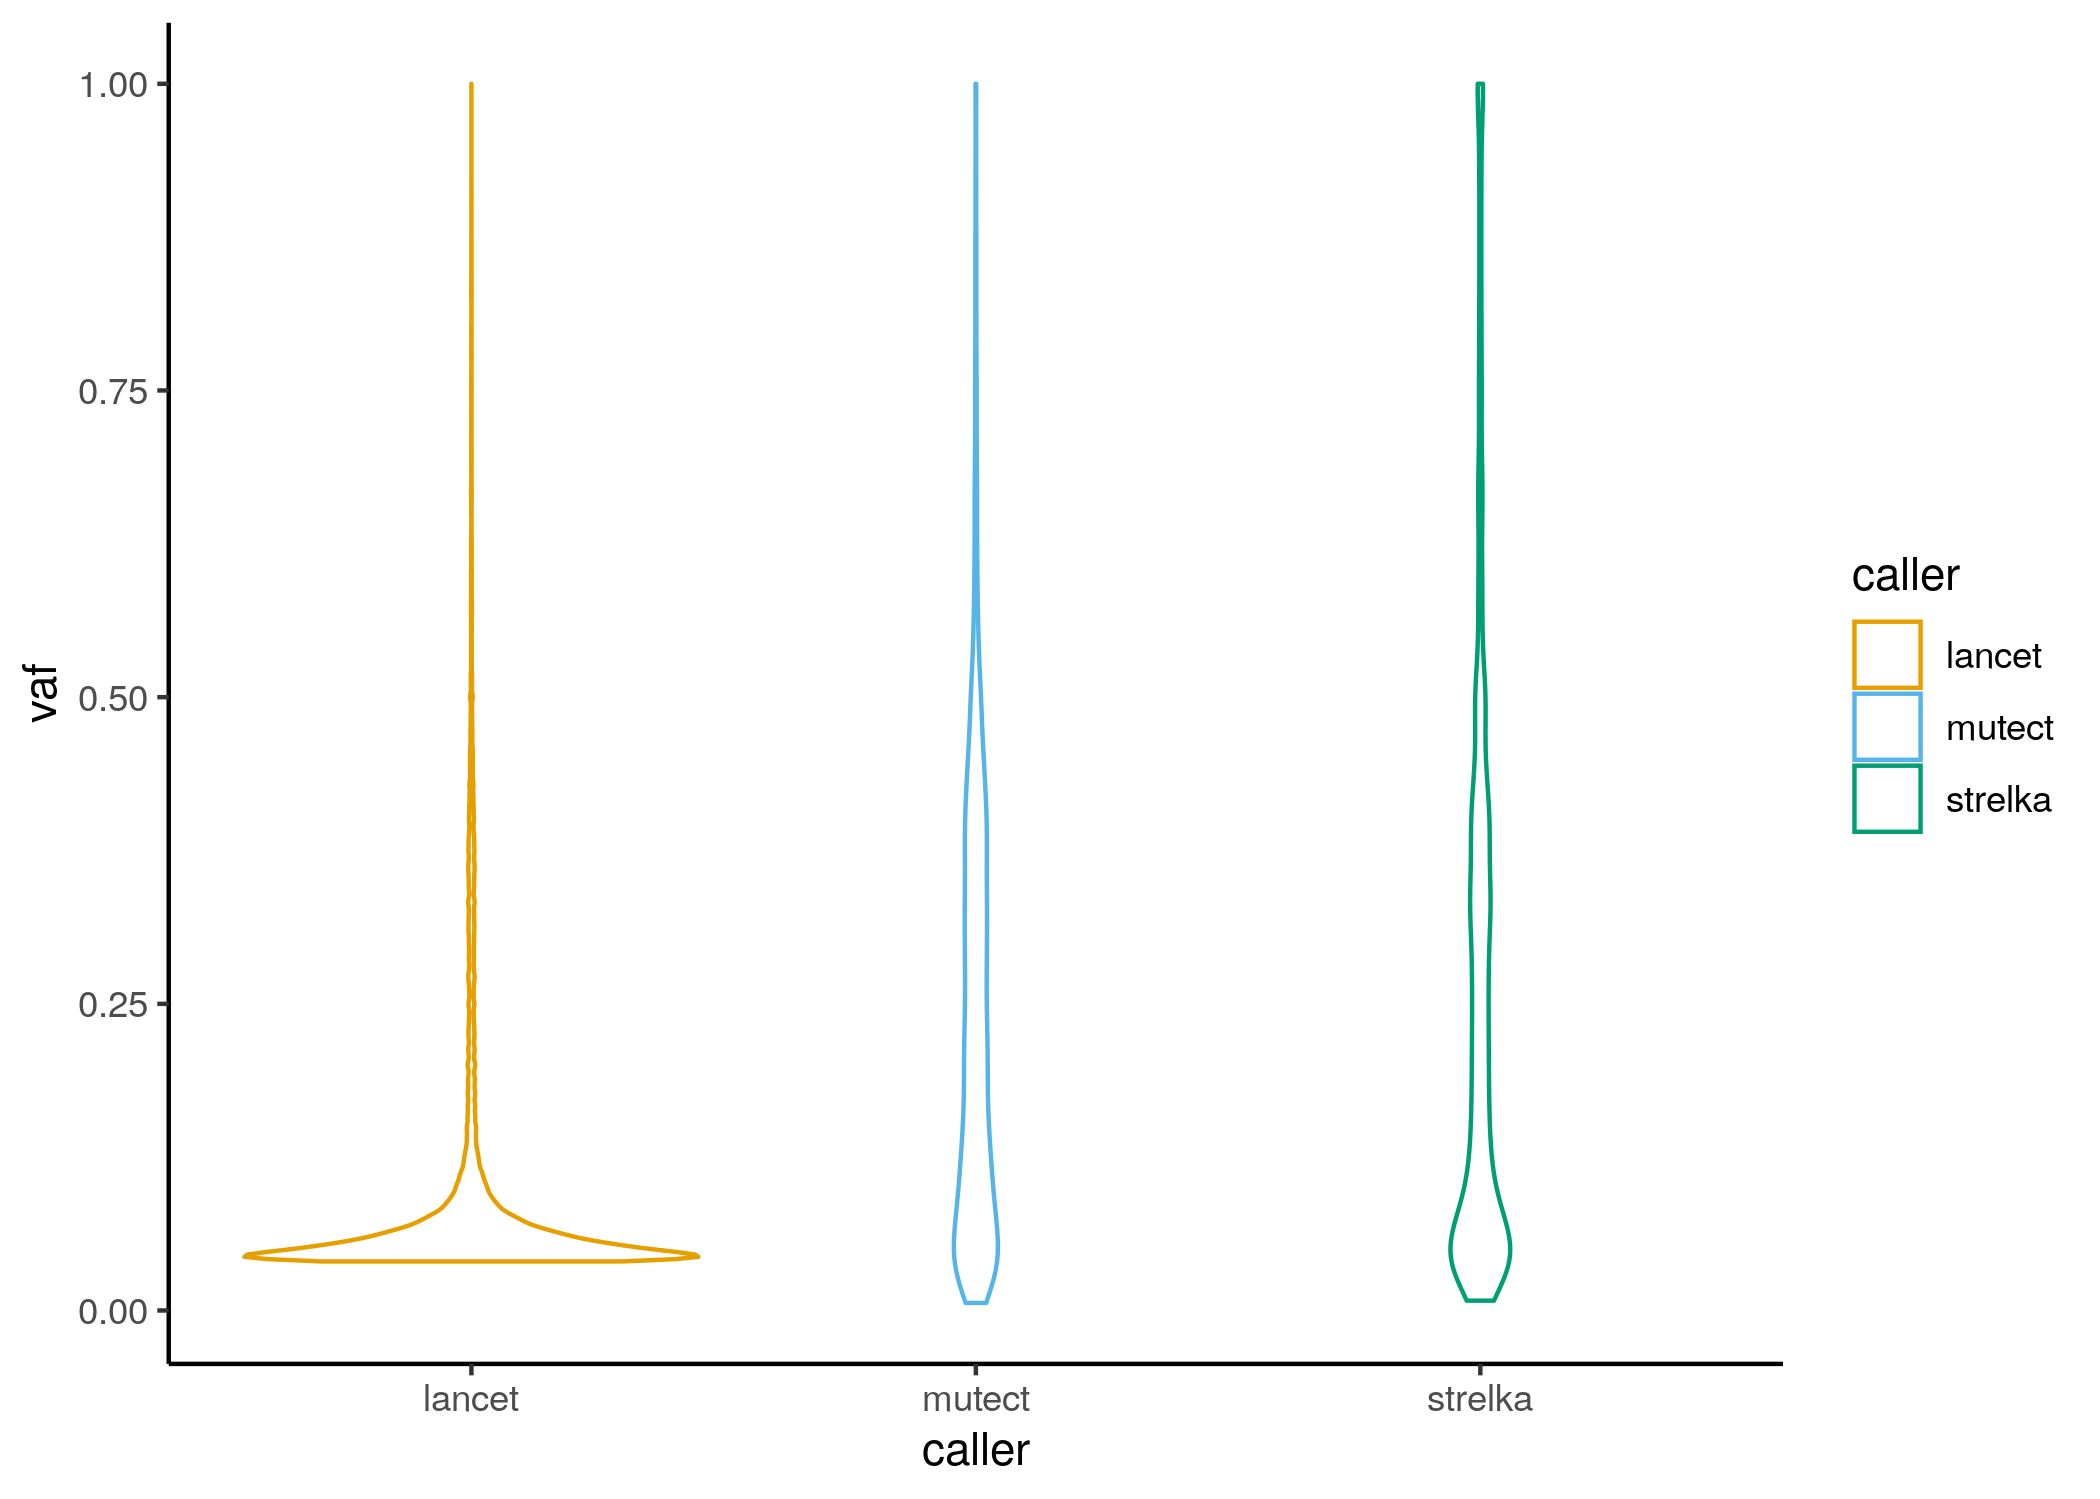 vaf
1.00
0.75
0.50
0.25
0.00
lancet mutect strelka
caller
caller
lancet
mutect
strelka